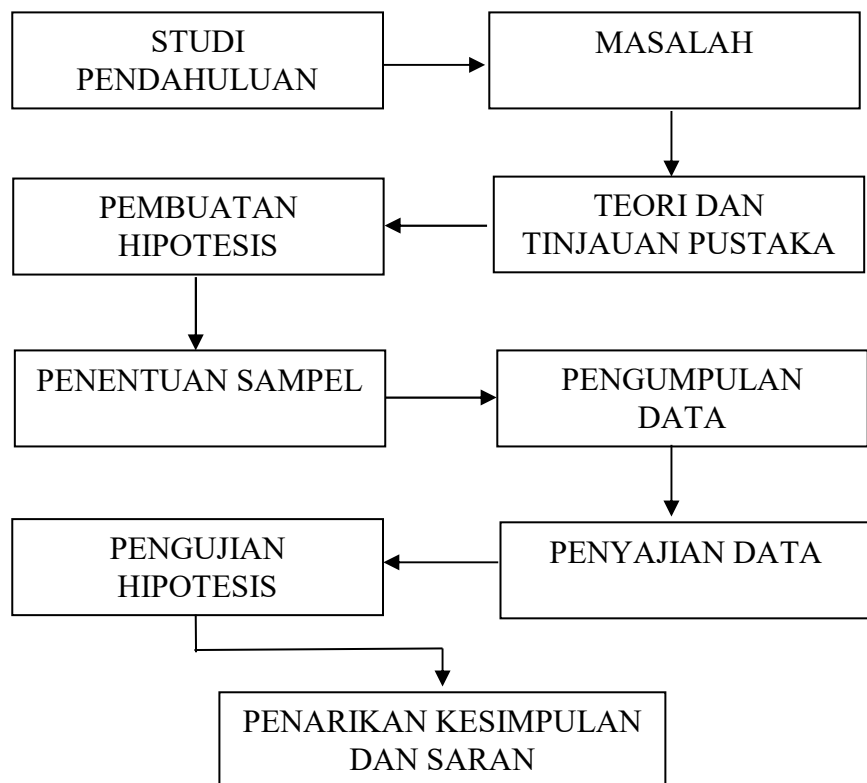 STUDI
PENDAHULUAN
MASALAH
TEORI DAN
TINJAUAN PUSTAKA
PEMBUATAN
HIPOTESIS
PENENTUAN SAMPEL
PENGUMPULAN
DATA
PENYAJIAN DATA
PENGUJIAN
HIPOTESIS
PENARIKAN KESIMPULAN
DAN SARAN